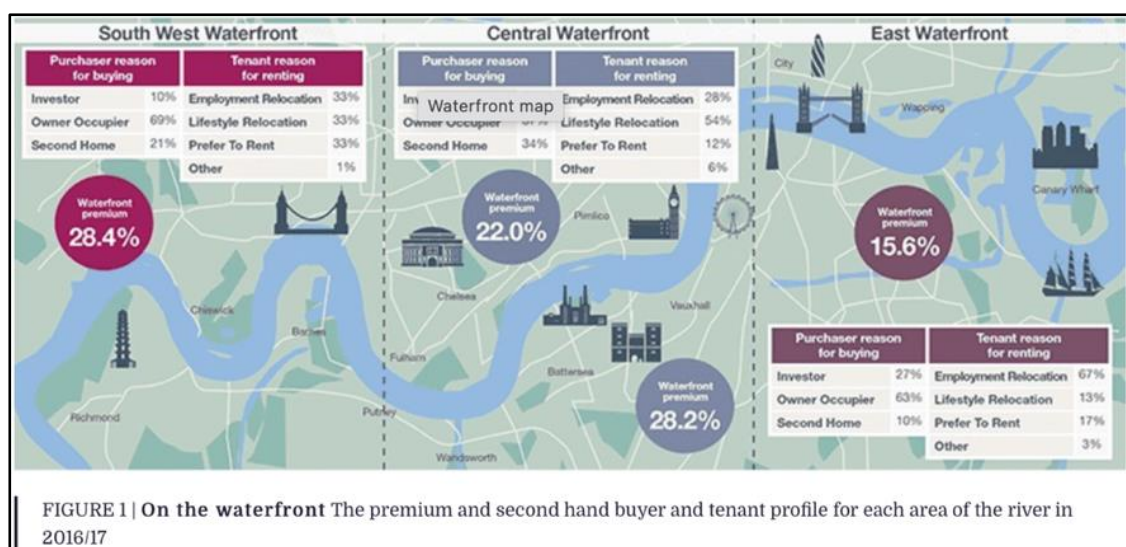 South West Waterfront
Purchaser reason for buying
Tenant reason for renting
Investor 10%
Owner Occupier 69%
Second Home 21%
Employment Relocation 33%
Lifestyle Relocation 33%
Prefer To Rent 33%
Other 1%
Waterfront premium
28.4%
Chiswick
Barnes
Richmond
Putney
Central Waterfront
Purchaser reason for buying
Tenant reason for renting
Waterfront map
Owner Occupier
Second Home 34%
Employment Relocation 28%
Lifestyle Relocation 54%
Prefer To Rent 12%
Other 6%
Waterfront premium
22.0%
Pimlico
Chelsea
Vauxhall
Fulham
Battersea
Waterfront premium
28.2%
Wandsworth
East Waterfront
City
Wapping
Canary Wharf
Waterfront premium
15.6%
Purchaser reason for buying
Tenant reason for renting
Investor 27%
Owner Occupier 63%
Second Home 10%
Employment Relocation 67%
Lifestyle Relocation 13%
Prefer To Rent 17%
Other 3%
FIGURE 1 | On the waterfront The premium and second hand buyer and tenant profile for each area of the river in
2016/17